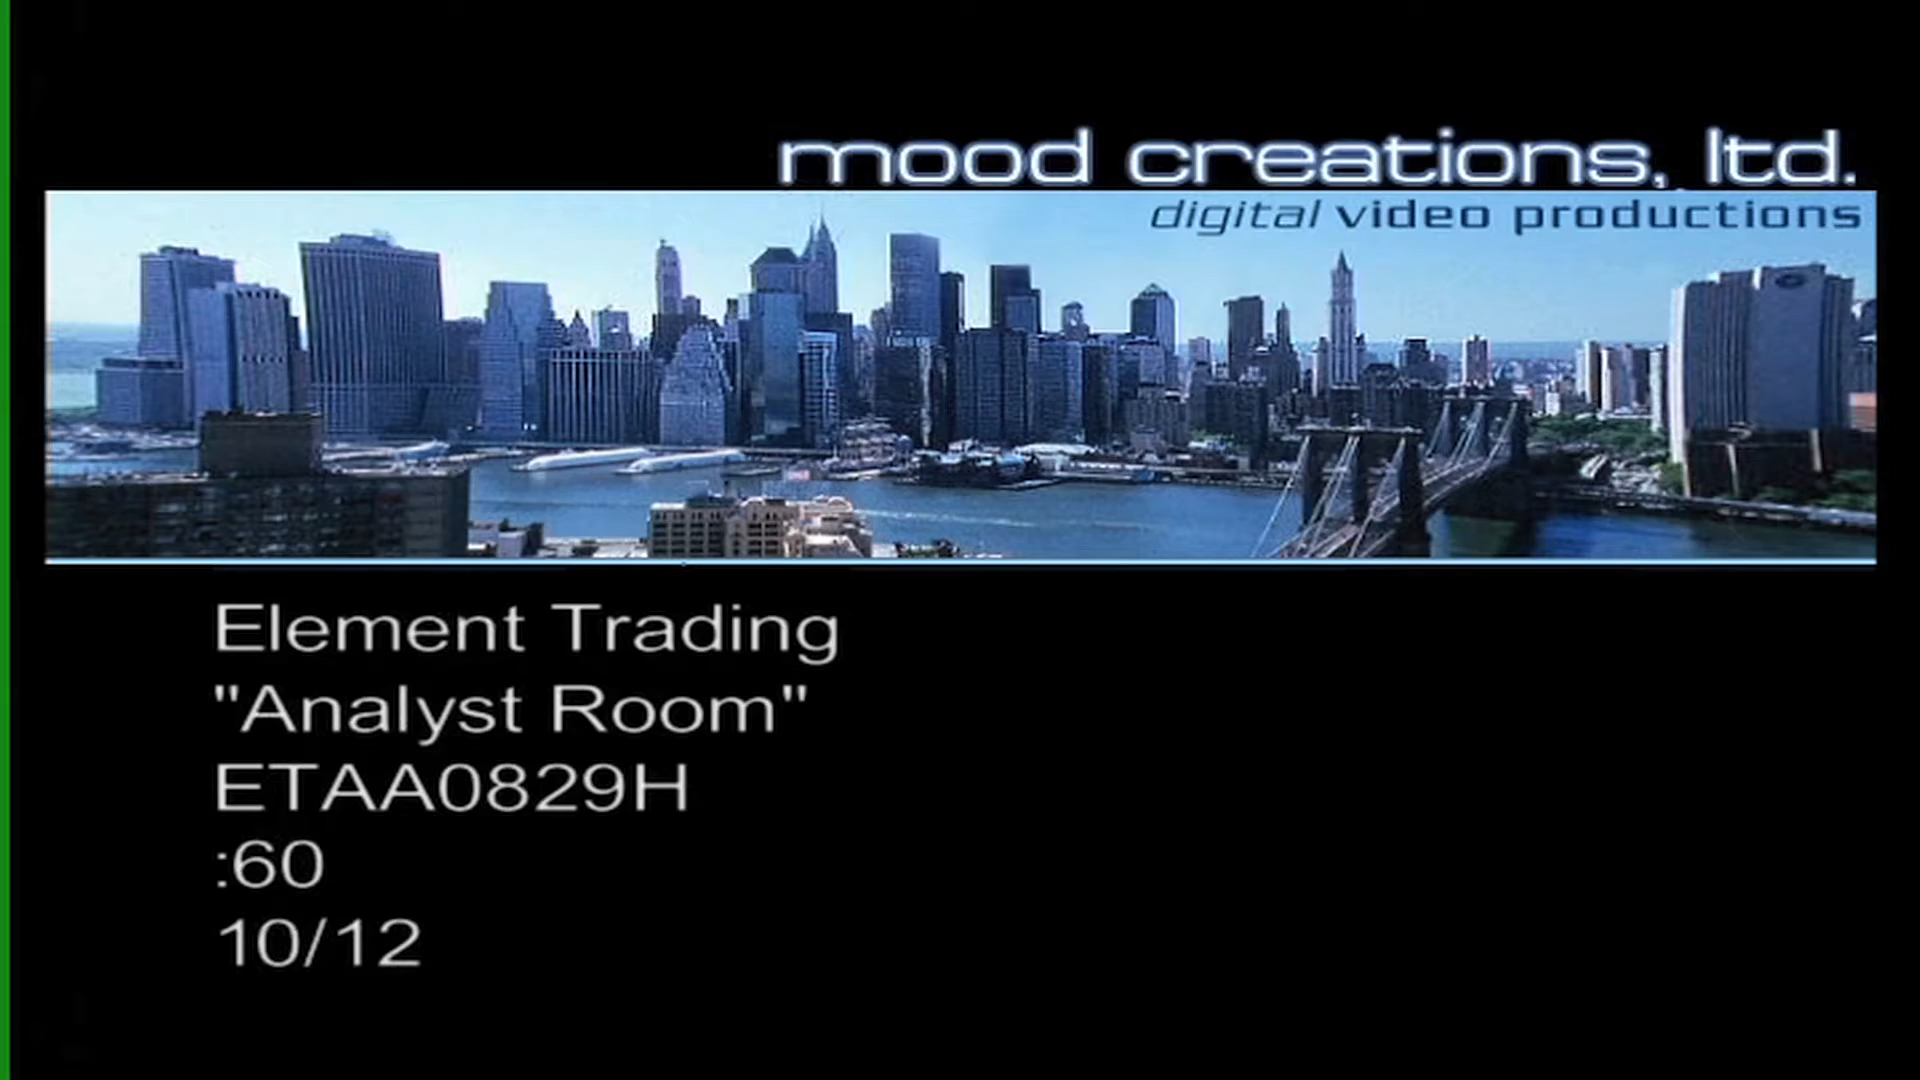 mood creations, ltd.
digital video productions
Element Trading
"Analyst Room"
ETAA0829H
:60
10/12